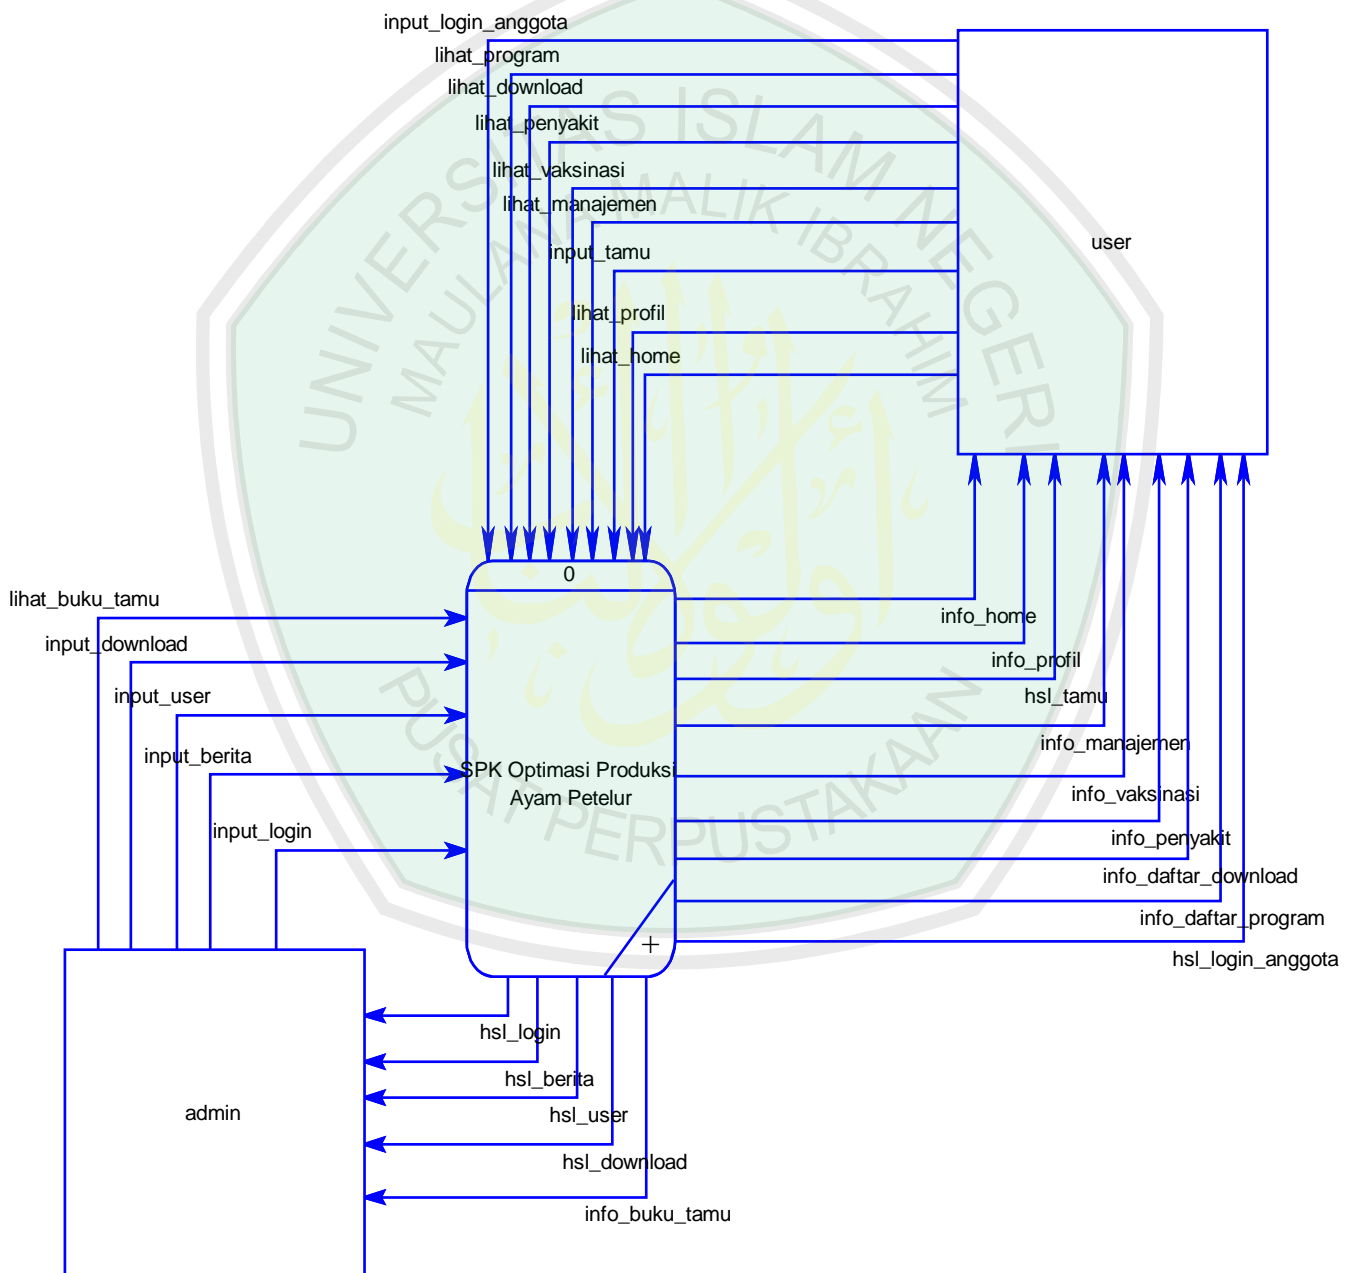 input_login_anggota
lihat_program
lihat_download
lihat_penyakit
lihat_vaksinasi
lihat_manajemen
input_tamu
lihat_profil
lihat_home
user
UNIVERSITAS ISLAM NEGERI
MAULANA MALIK IBRAHIM
PUSAT PERPUSTAKAAN
0
SPK Optimasi Produksi
Ayam Petelur
+
lihat_buku_tamu
input_download
input_user
input_berita
input_login
info_home
info_profil
hsl_tamu
info_manajemen
info_vaksinasi
info_penyakit
info_daftar_download
info_daftar_program
hsl_login_anggota
admin
hsl_login
hsl_berita
hsl_user
hsl_download
info_buku_tamu